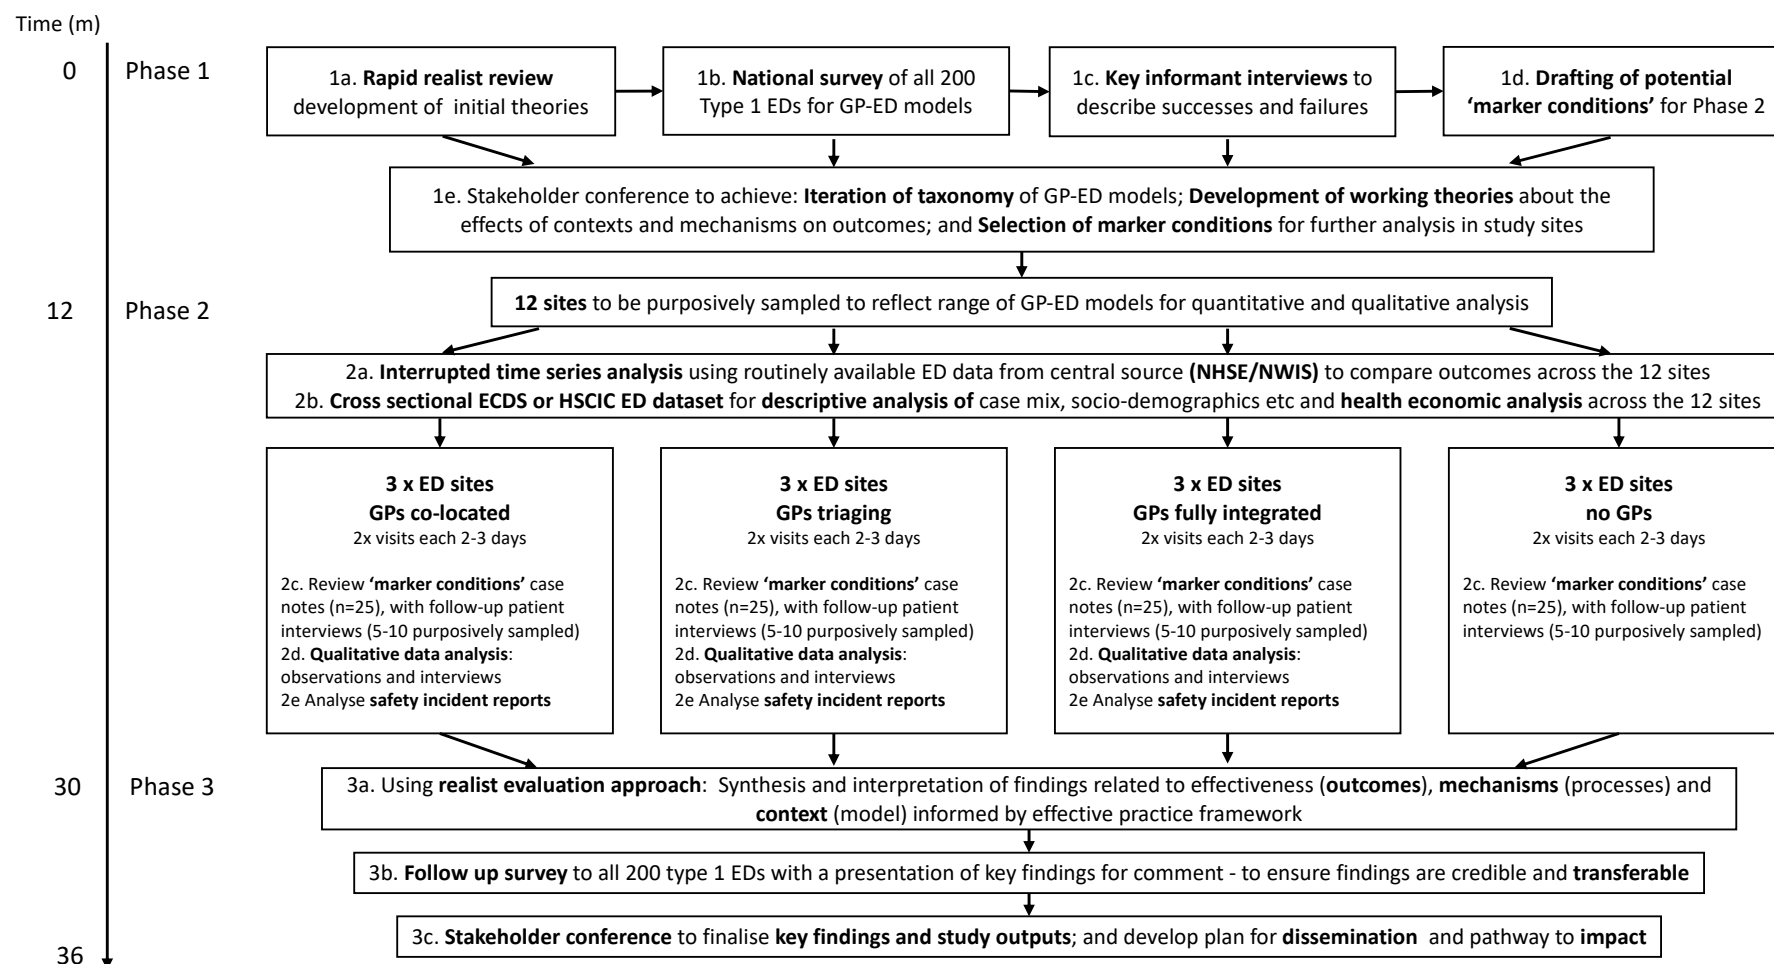 Time (m)
0 Phase 1
1a. Rapid realist review
development of initial theories
1b. National survey of all 200
Type 1 EDs for GP-ED models
1c. Key informant interviews to
describe successes and failures
1d. Drafting of potential
‘marker conditions’ for Phase 2
1e. Stakeholder conference to achieve: Iteration of taxonomy of GP-ED models; Development of working theories about the
effects of contexts and mechanisms on outcomes; and Selection of marker conditions for further analysis in study sites
12 Phase 2
12 sites to be purposively sampled to reflect range of GP-ED models for quantitative and qualitative analysis
2a. Interrupted time series analysis using routinely available ED data from central source (NHSE/NWIS) to compare outcomes across the 12 sites
2b. Cross sectional ECDS or HSCIC ED dataset for descriptive analysis of case mix, socio-demographics etc and health economic analysis across the 12 sites
3 x ED sites
GPs co-located
2x visits each 2-3 days
2c. Review ‘marker conditions’ case
notes (n=25), with follow-up patient
interviews (5-10 purposively sampled)
2d. Qualitative data analysis:
observations and interviews
2e Analyse safety incident reports
3 x ED sites
GPs triaging
2x visits each 2-3 days
2c. Review ‘marker conditions’ case
notes (n=25), with follow-up patient
interviews (5-10 purposively sampled)
2d. Qualitative data analysis:
observations and interviews
2e Analyse safety incident reports
3 x ED sites
GPs fully integrated
2x visits each 2-3 days
2c. Review ‘marker conditions’ case
notes (n=25), with follow-up patient
interviews (5-10 purposively sampled)
2d. Qualitative data analysis:
observations and interviews
2e Analyse safety incident reports
3 x ED sites
no GPs
2x visits each 2-3 days
2c. Review ‘marker conditions’ case
notes (n=25), with follow-up patient
interviews (5-10 purposively sampled)
30 Phase 3
3a. Using realist evaluation approach: Synthesis and interpretation of findings related to effectiveness (outcomes), mechanisms (processes) and
context (model) informed by effective practice framework
3b. Follow up survey to all 200 type 1 EDs with a presentation of key findings for comment - to ensure findings are credible and transferable
3c. Stakeholder conference to finalise key findings and study outputs; and develop plan for dissemination and pathway to impact
36